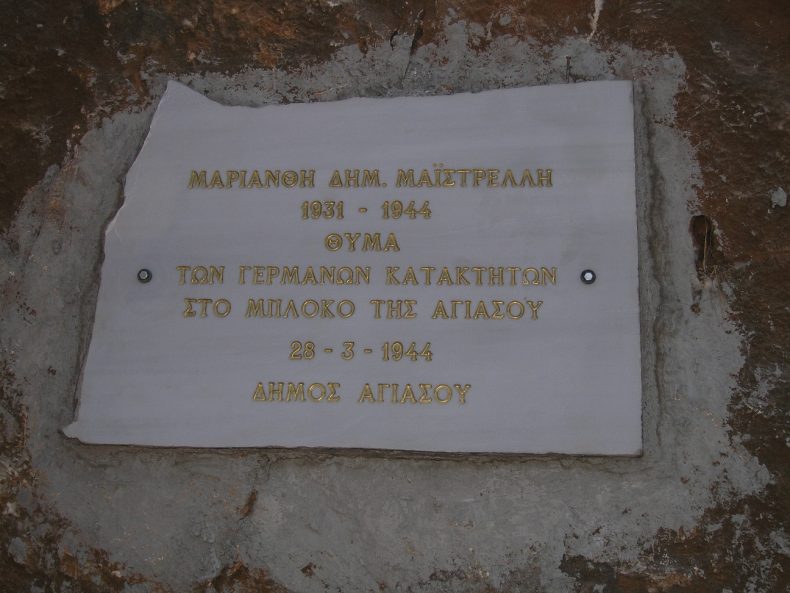 ΜΑΡΙΑΝΘΗ ΔΗΜ. ΜΑΪΣΤΡΕΛΛΗ
1931 - 1944
ΘΥΜΑ
ΤΩΝ ΓΕΡΜΑΝΩΝ ΚΑΤΑΚΤΗΤΩΝ
ΣΤΟ ΜΠΛΟΚΟ ΤΗΣ ΑΓΙΑΣΟΥ
28 - 3 - 1944
ΔΗΜΟΣ ΑΓΙΑΣΟΥ